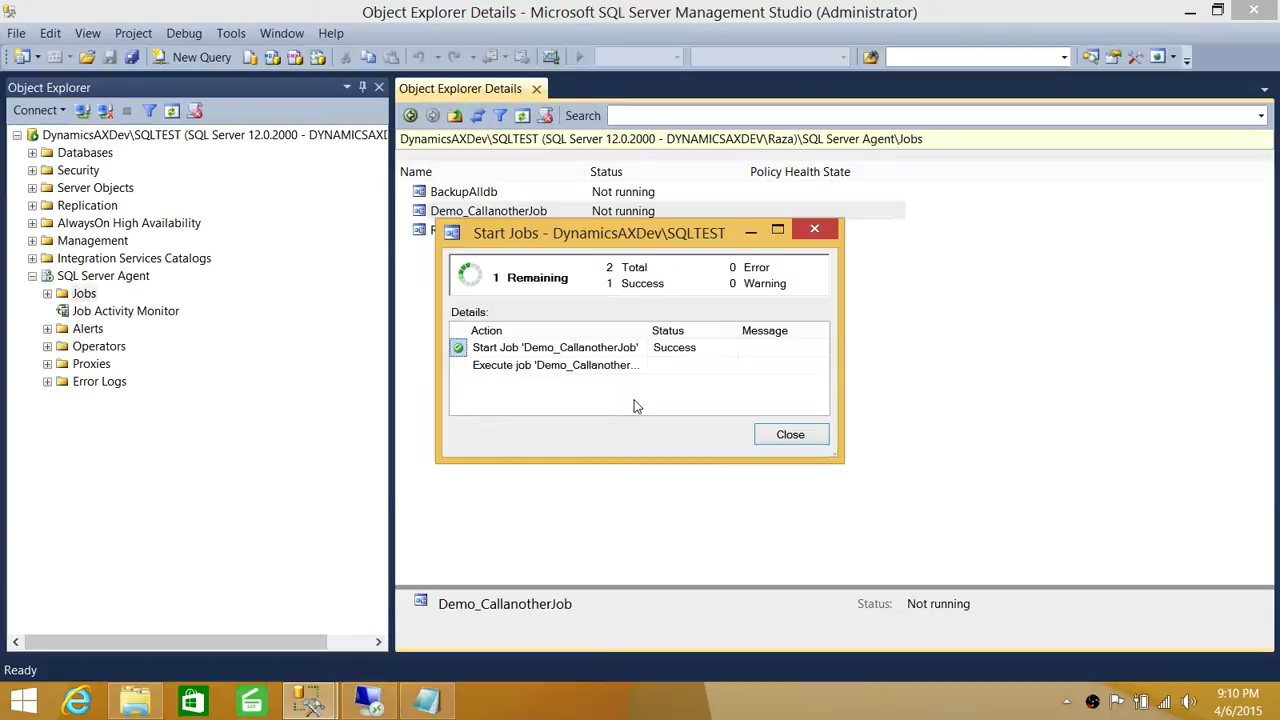 Object Explorer Details - Microsoft SQL Server Management Studio (Administrator)
File Edit View Project Debug Tools Window Help
New Query
Object Explorer
Connect
DynamicsAXDev\SQLTEST (SQL Server 12.0.2000 - DYNAMICSAXD
Databases
Security
Server Objects
Replication
AlwaysOn High Availability
Management
Integration Services Catalogs
SQL Server Agent
Jobs
Job Activity Monitor
Alerts
Operators
Proxies
Error Logs
Object Explorer Details
Search
DynamicsAXDev\SQLTEST (SQL Server 12.0.2000 - DYNAMICSAXDEV\Raza)\SQL Server Agent\Jobs
Name Status Policy Health State
BackupAlldb Not running
Demo_CallanotherJob Not running
Start Jobs - DynamicsAXDev\SQLTEST
1 Remaining
2 Total 0 Error
1 Success 0 Warning
Details:
Action Status Message
Start Job 'Demo_CallanotherJob' Success
Execute job 'Demo_Callanother...
Close
Demo_CallanotherJob Status: Not running
Ready
9:10 PM
4/6/2015